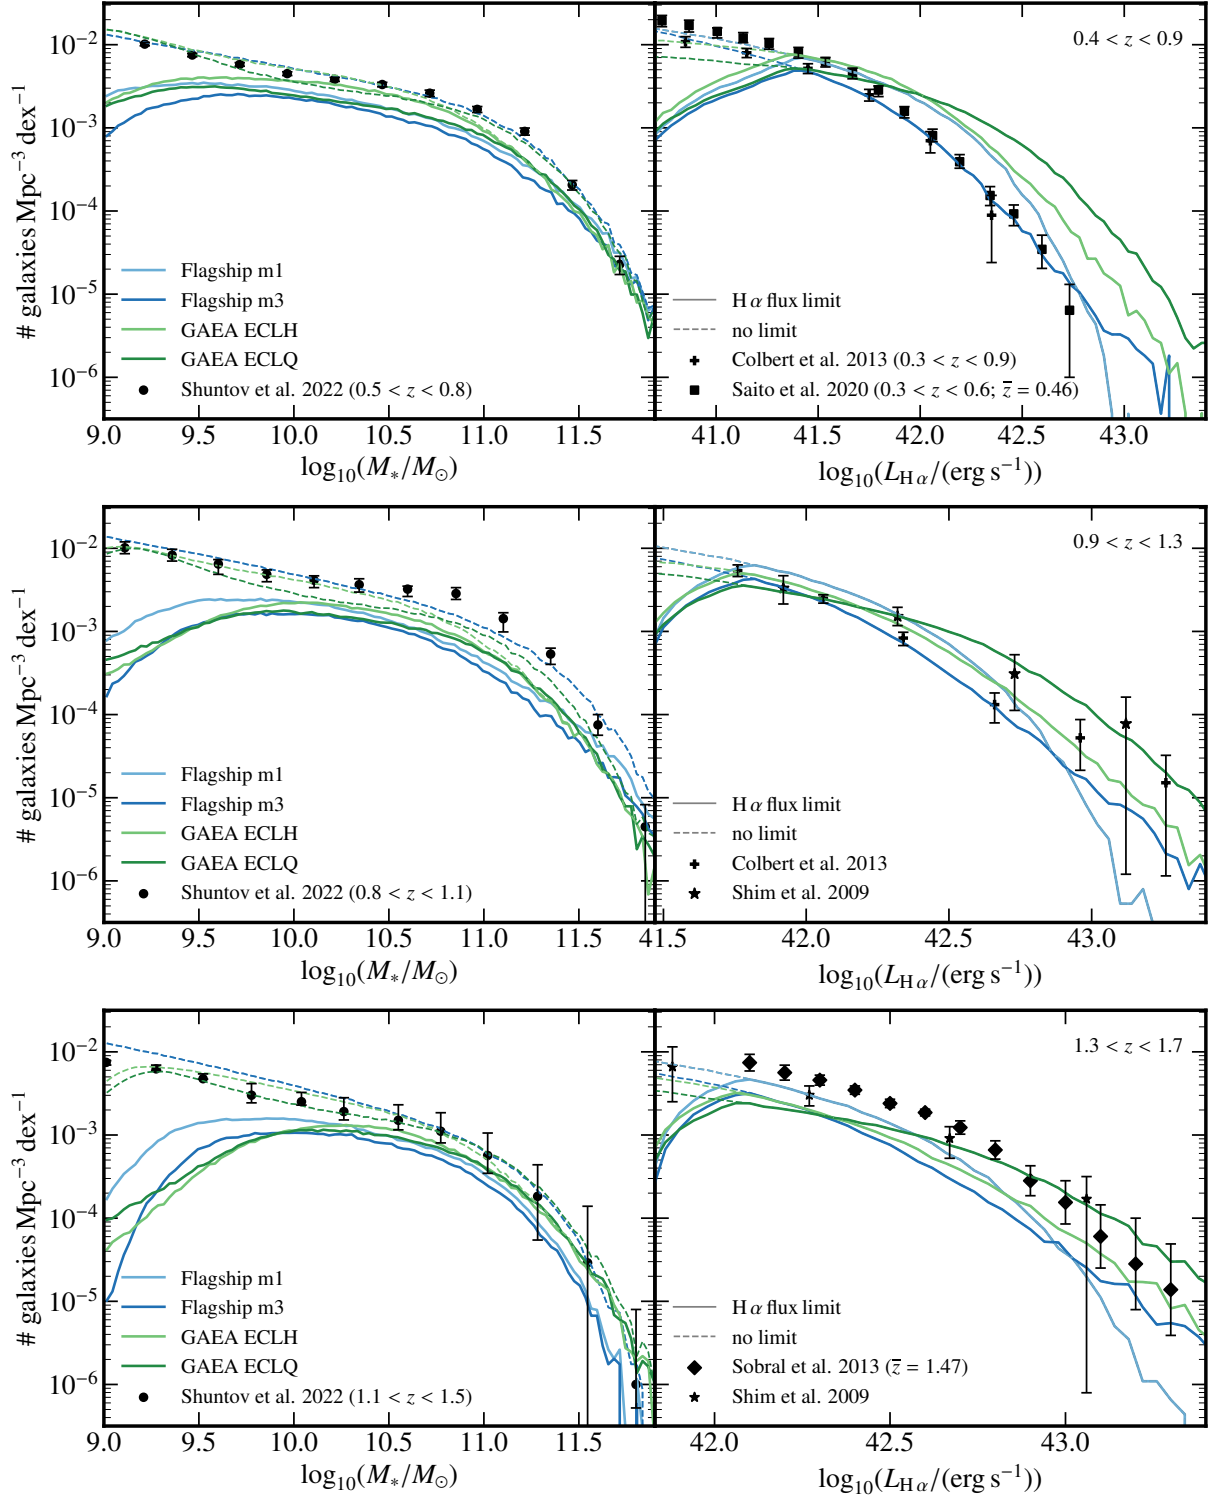 # galaxies Mpc⁻³ dex⁻¹
10⁻²
10⁻³
10⁻⁴
10⁻⁵
10⁻⁶
Flagship m1
Flagship m3
GAEA ECLH
GAEA ECLQ
Shuntov et al. 2022 (0.5 < z < 0.8)
9.0 9.5 10.0 10.5 11.0 11.5
log₁₀(M∗/M⊙)
0.4 < z < 0.9
Hα flux limit
no limit
Colbert et al. 2013 (0.3 < z < 0.9)
Saito et al. 2020 (0.3 < z < 0.6; z̅ = 0.46)
41.0 41.5 42.0 42.5 43.0
log₁₀(L_Hα/(erg s⁻¹))
# galaxies Mpc⁻³ dex⁻¹
10⁻²
10⁻³
10⁻⁴
10⁻⁵
10⁻⁶
Flagship m1
Flagship m3
GAEA ECLH
GAEA ECLQ
Shuntov et al. 2022 (0.8 < z < 1.1)
9.0 9.5 10.0 10.5 11.0 11.5
log₁₀(M∗/M⊙)
0.9 < z < 1.3
Hα flux limit
no limit
Colbert et al. 2013
Shim et al. 2009
41.5 42.0 42.5 43.0
log₁₀(L_Hα/(erg s⁻¹))
# galaxies Mpc⁻³ dex⁻¹
10⁻²
10⁻³
10⁻⁴
10⁻⁵
10⁻⁶
Flagship m1
Flagship m3
GAEA ECLH
GAEA ECLQ
Shuntov et al. 2022 (1.1 < z < 1.5)
9.0 9.5 10.0 10.5 11.0 11.5
log₁₀(M∗/M⊙)
1.3 < z < 1.7
Hα flux limit
no limit
Sobral et al. 2013 (z̅ = 1.47)
Shim et al. 2009
42.0 42.5 43.0
log₁₀(L_Hα/(erg s⁻¹))